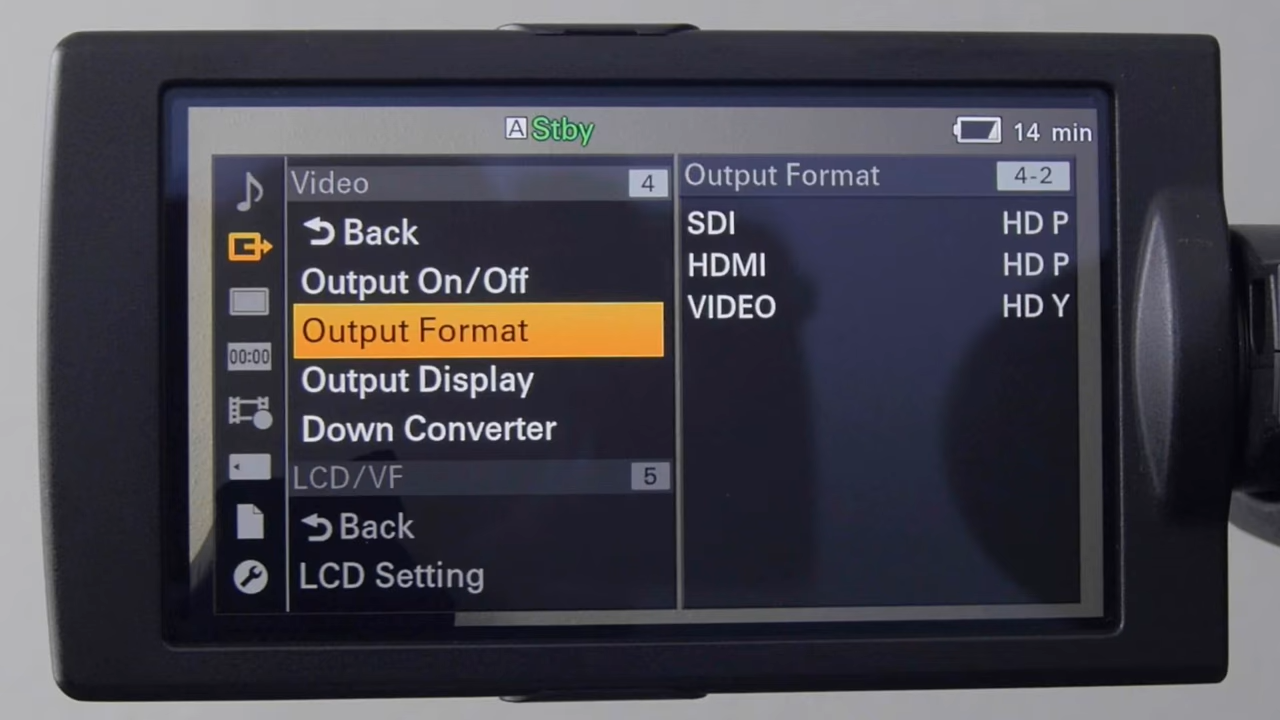 A Stby
14 min
Video 4
Back
Output On/Off
Output Format
Output Display
Down Converter
LCD/VF 5
Back
LCD Setting
00:00
Output Format 4-2
SDI HD P
HDMI HD P
VIDEO HD Y